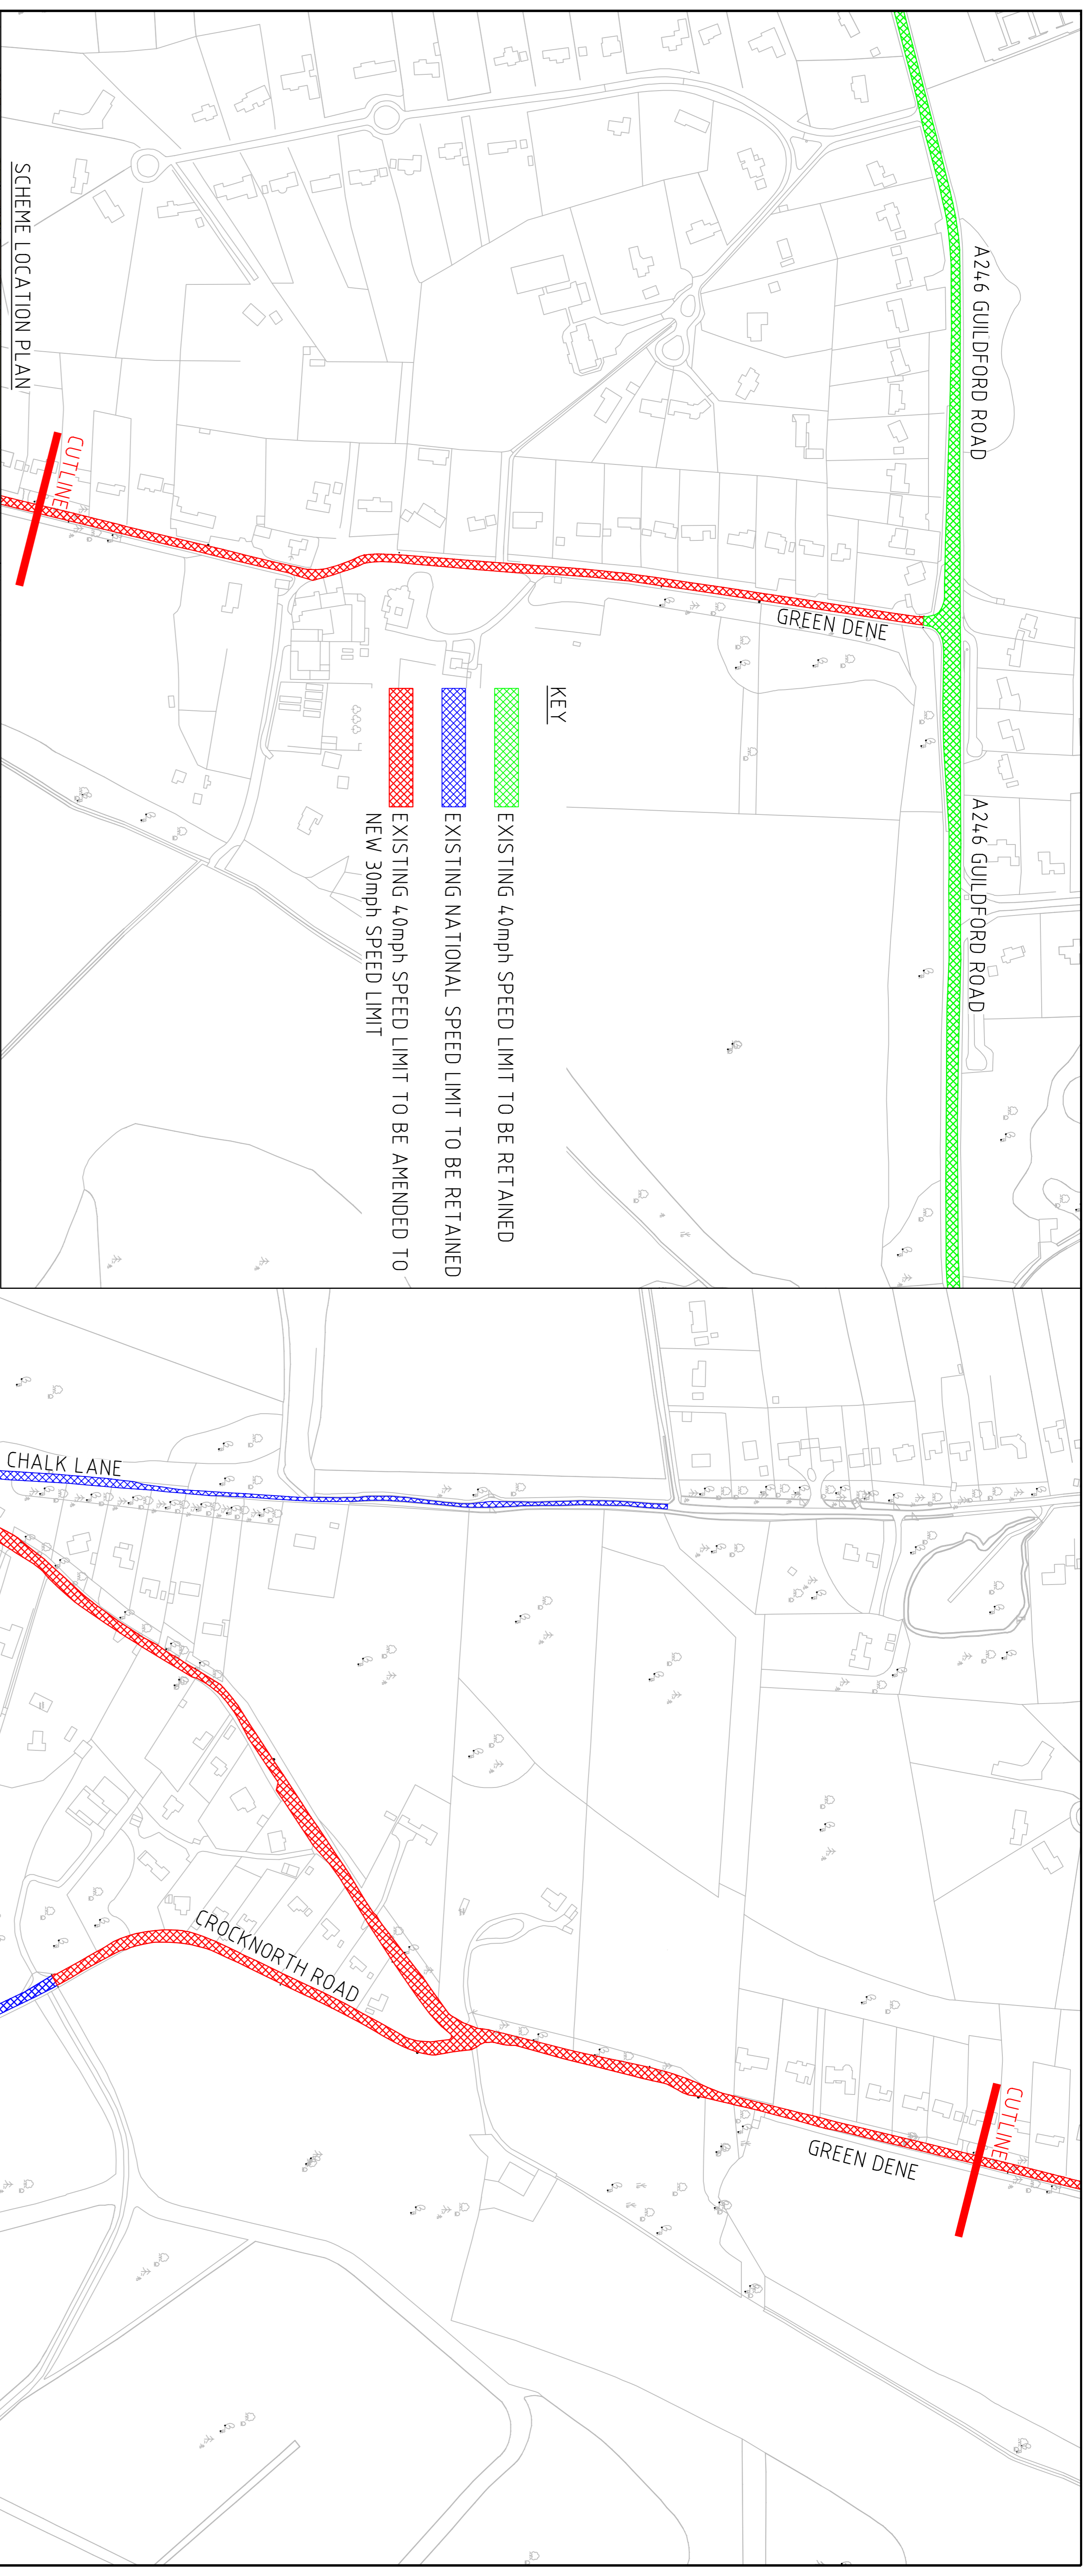 A246 GUILDFORD ROAD
A246 GUILDFORD ROAD
GREEN DENE
KEY
EXISTING 40mph SPEED LIMIT TO BE RETAINED
EXISTING NATIONAL SPEED LIMIT TO BE RETAINED
EXISTING 40mph SPEED LIMIT TO BE AMENDED TO
NEW 30mph SPEED LIMIT
CUTLINE
SCHEME LOCATION PLAN
CUTLINE
GREEN DENE
CROCKNORTH ROAD
CHALK LANE